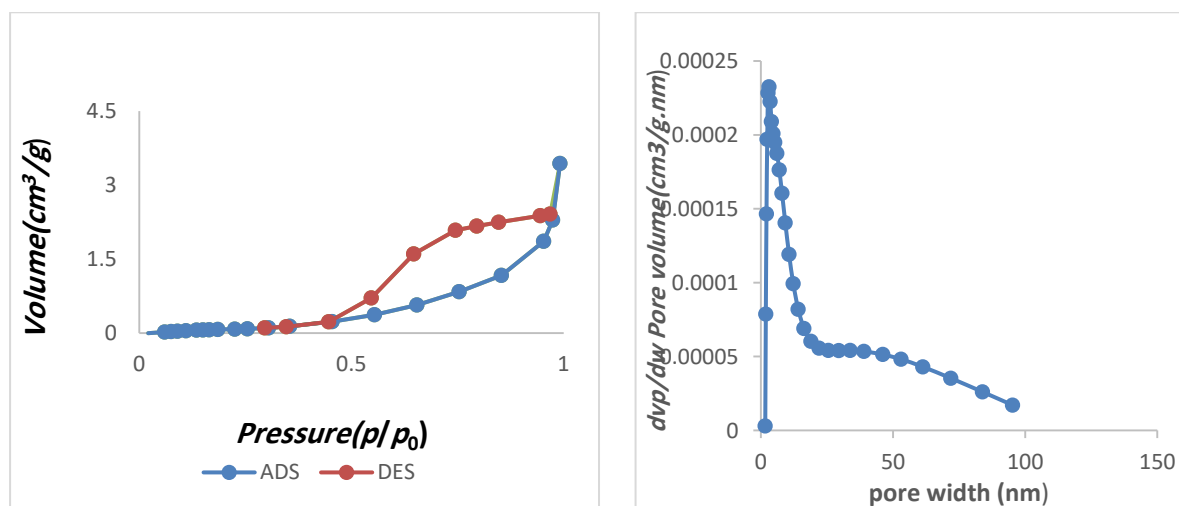 Volume(cm³/g)
4.5
3
1.5
0
0
0.5
1
Pressure(p/p₀)
ADS
DES
dvp/dw Pore volume(cm3/g.nm)
0.00025
0.0002
0.00015
0.0001
0.00005
0
0
50
100
150
pore width (nm)